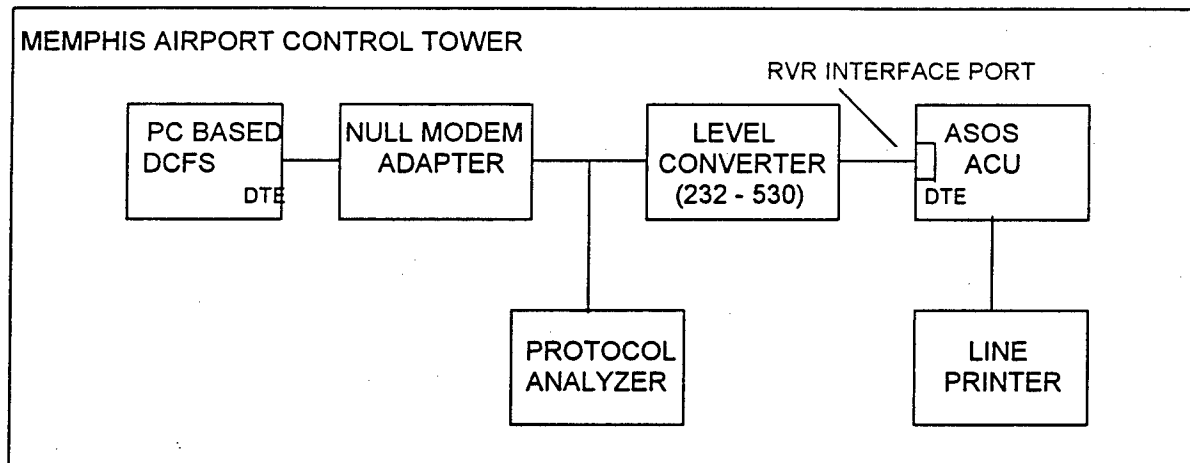 MEMPHIS AIRPORT CONTROL TOWER
RVR INTERFACE PORT
PC BASED
DCFS
DTE
NULL MODEM
ADAPTER
LEVEL
CONVERTER
(232 - 530)
ASOS
ACU
DTE
PROTOCOL
ANALYZER
LINE
PRINTER